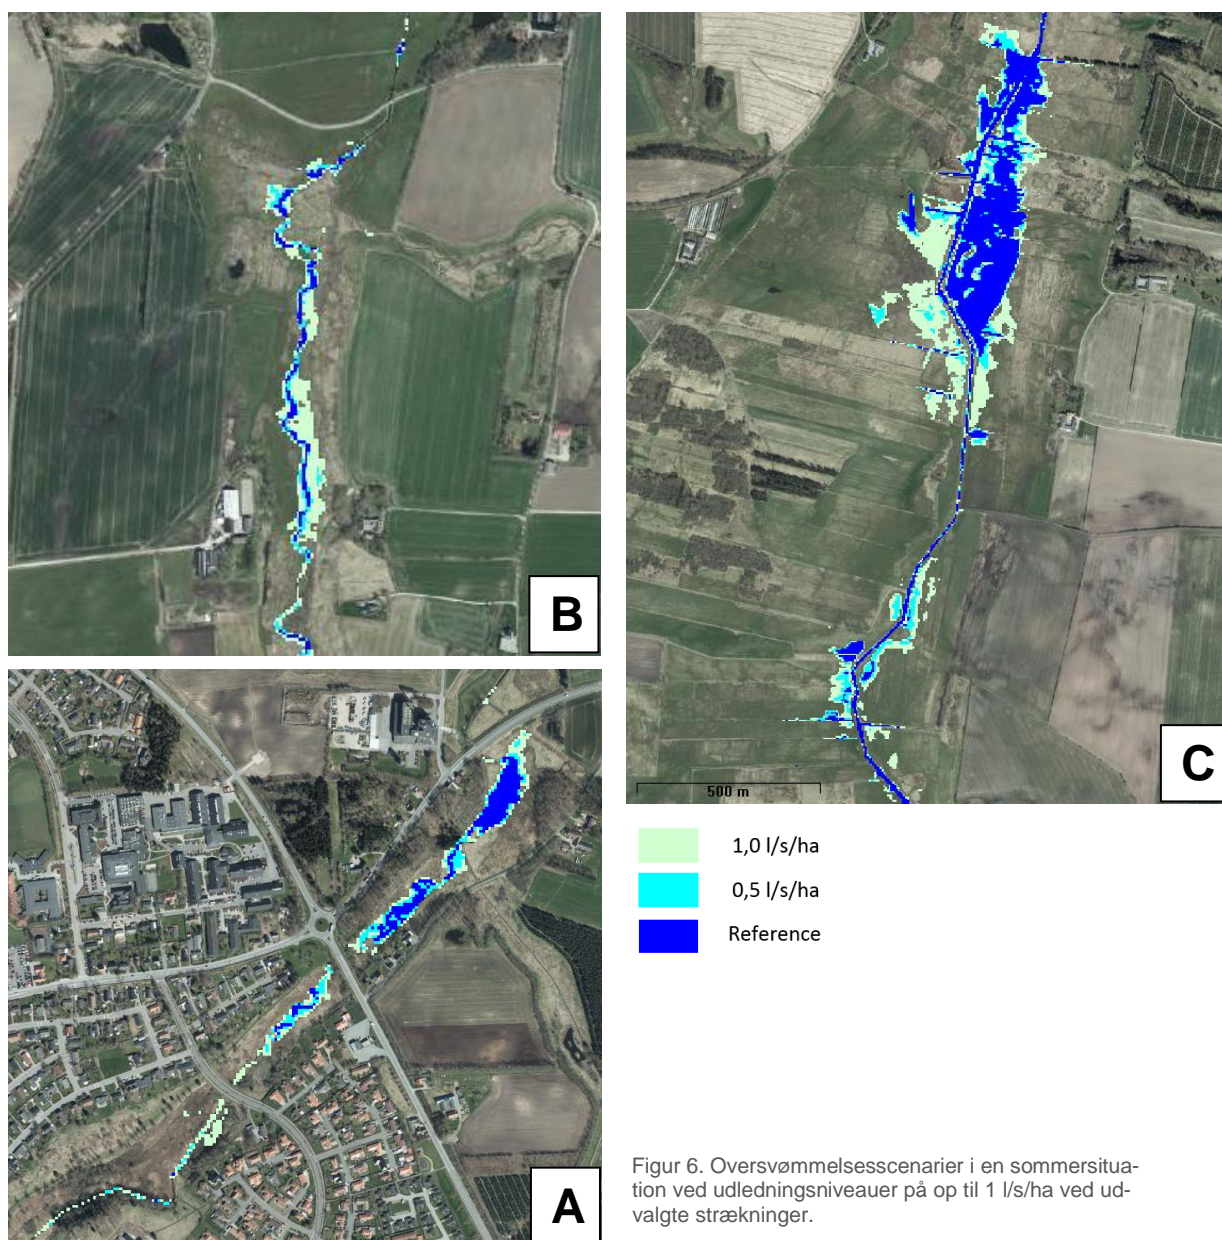 B
C
500 m
A
1,0 l/s/ha
0,5 l/s/ha
Reference
Figur 6. Oversvømmelsesscenarier i en sommersitua-
tion ved udledningsniveauer på op til 1 l/s/ha ved ud-
valgte strækninger.